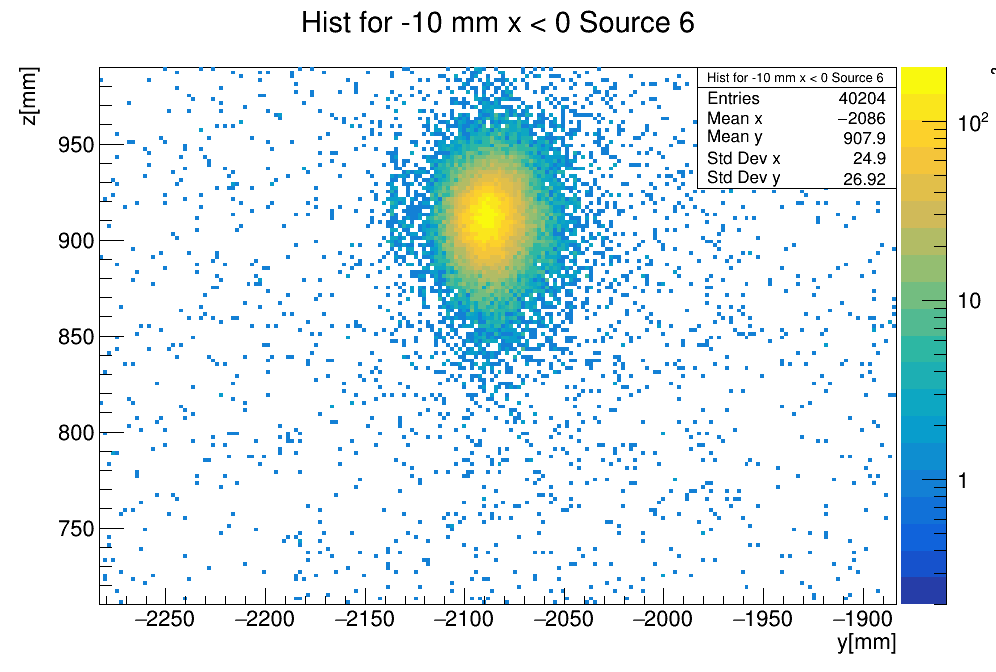 Hist for -10 mm x < 0 Source 6
z[mm]
Hist for -10 mm x < 0 Source 6
Entries 40204
Mean x −2086
Mean y 907.9
Std Dev x 24.9
Std Dev y 26.92
950
900
850
800
750
10²
10
1
−2250 −2200 −2150 −2100 −2050 −2000 −1950 −1900
y[mm]